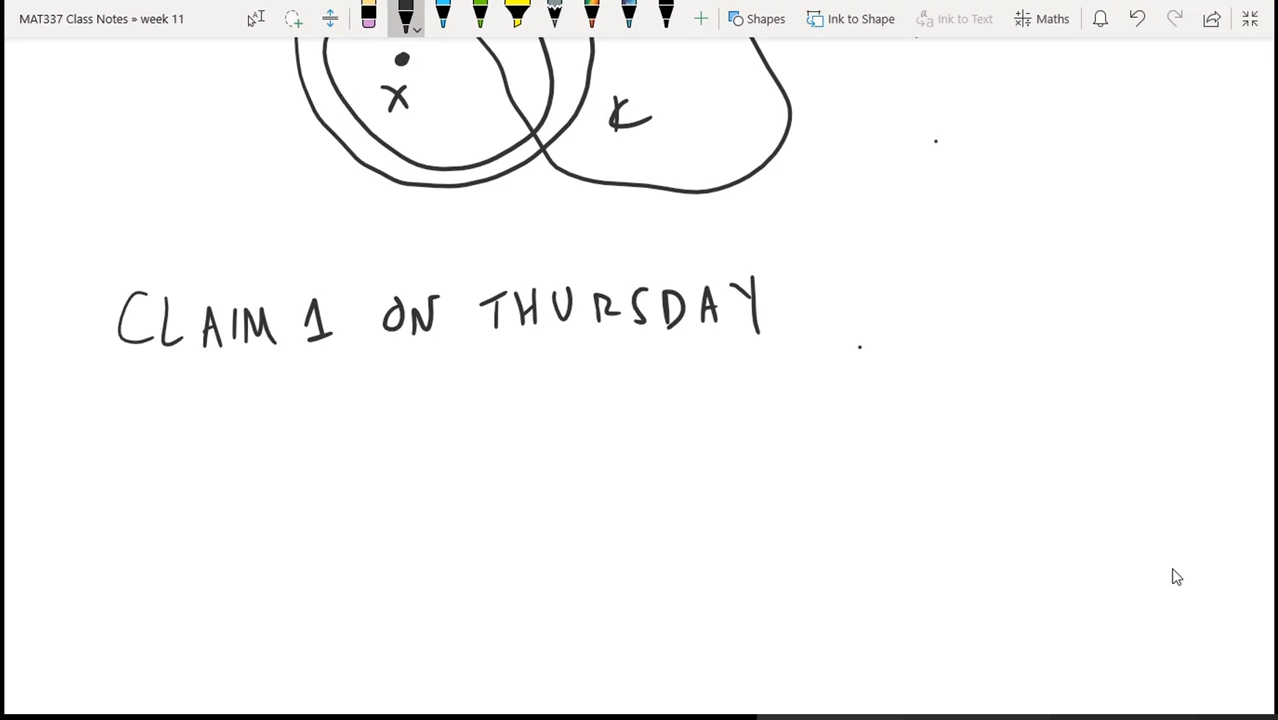 MAT337 Class Notes » week 11
Shapes
Ink to Shape
Ink to Text
Maths
x
K
CLAIM 1 ON THURSDAY